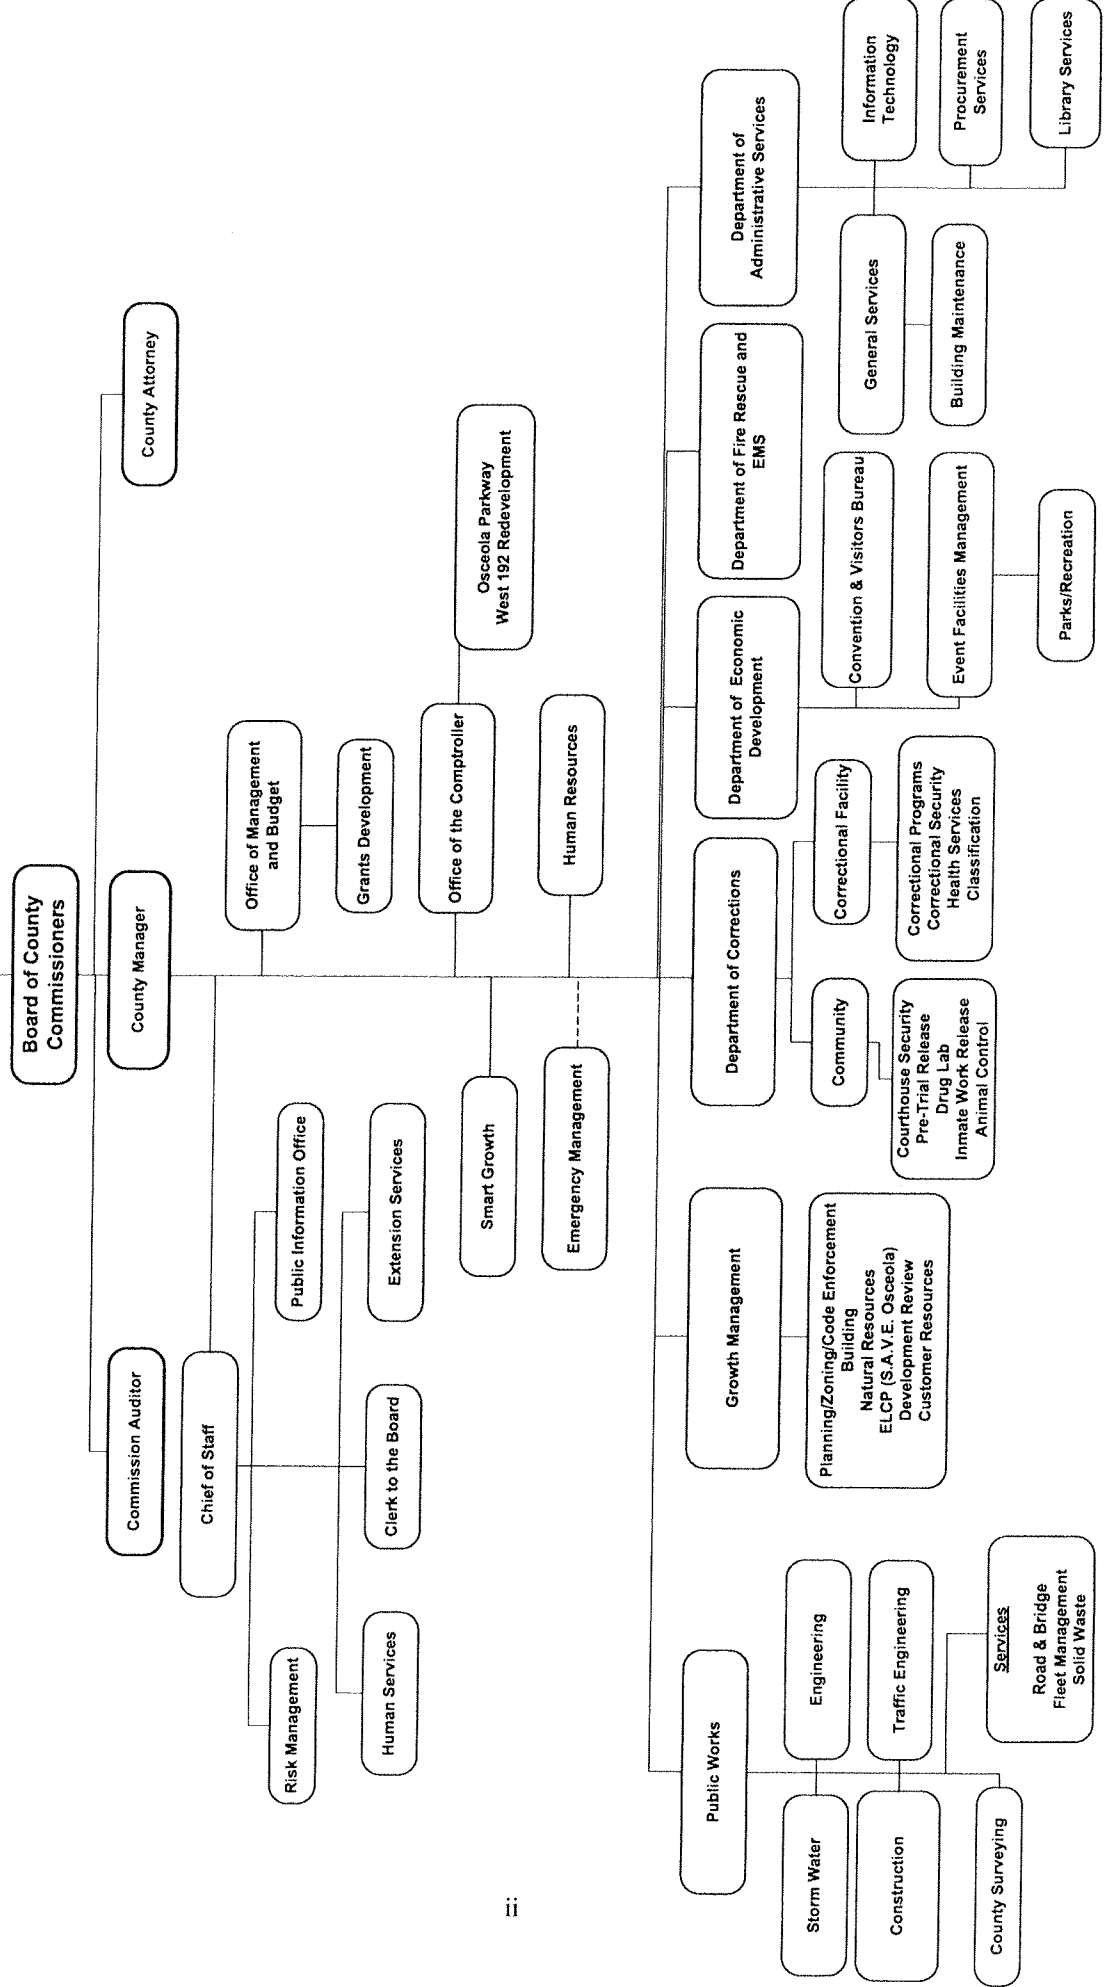 Board of County
Commissioners
Commission Auditor
County Manager
County Attorney
Chief of Staff
Risk Management
Public Information Office
Human Services
Clerk to the Board
Extension Services
Office of Management
and Budget
Grants Development
Office of the Comptroller
Osceola Parkway
West 192 Redevelopment
Smart Growth
Human Resources
Emergency Management
Public Works
Storm Water
Engineering
Construction
Traffic Engineering
County Surveying
Services
Road & Bridge
Fleet Management
Solid Waste
Growth Management
Planning/Zoning/Code Enforcement
Building
Natural Resources
ELCP (S.A.V.E. Osceola)
Development Review
Customer Resources
Department of Corrections
Community
Courthouse Security
Pre-Trial Release
Drug Lab
Inmate Work Release
Animal Control
Correctional Facility
Correctional Programs
Correctional Security
Health Services
Classification
Department of Economic
Development
Convention & Visitors Bureau
Event Facilities Management
Parks/Recreation
Department of Fire Rescue and
EMS
Department of
Administrative Services
General Services
Building Maintenance
Information
Technology
Procurement
Services
Library Services
ii